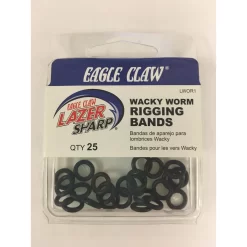 EAGLE CLAW
LWOR1
EAGLE CLAW
LAZER
SHARP
QTY 25
WACKY WORM
RIGGING
BANDS
Bandas de aparejo para
lombrices Wacky
Bandes pour les vers Wacky